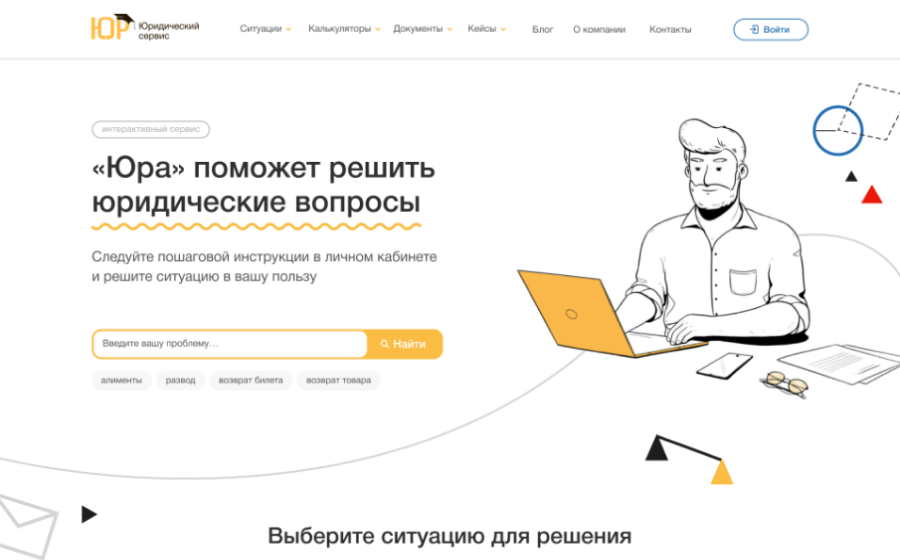 ЮР Юридический
сервис
Ситуации Калькуляторы Документы Кейсы Блог О компании Контакты Войти
интерактивный сервис
«Юра» поможет решить
юридические вопросы
Следуйте пошаговой инструкции в личном кабинете
и решите ситуацию в вашу пользу
Введите вашу проблему... Найти
алименты развод возврат билета возврат товара
Выберите ситуацию для решения